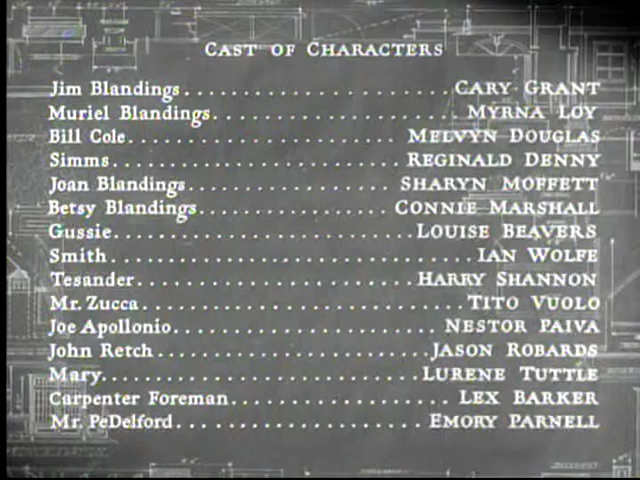 CAST OF CHARACTERS
Jim Blandings......................CARY GRANT
Muriel Blandings...................MYRNA LOY
Bill Cole......................MELVYN DOUGLAS
Simms........................REGINALD DENNY
Joan Blandings.................SHARYN MOFFETT
Betsy Blandings................CONNIE MARSHALL
Gussie.........................LOUISE BEAVERS
Smith..............................IAN WOLFE
Tesander.......................HARRY SHANNON
Mr. Zucca..........................TITO VUOLO
Joe Apollonio......................NESTOR PAIVA
John Retch.......................JASON ROBARDS
Mary...........................LURENE TUTTLE
Carpenter Foreman..................LEX BARKER
Mr. PeDelford.....................EMORY PARNELL